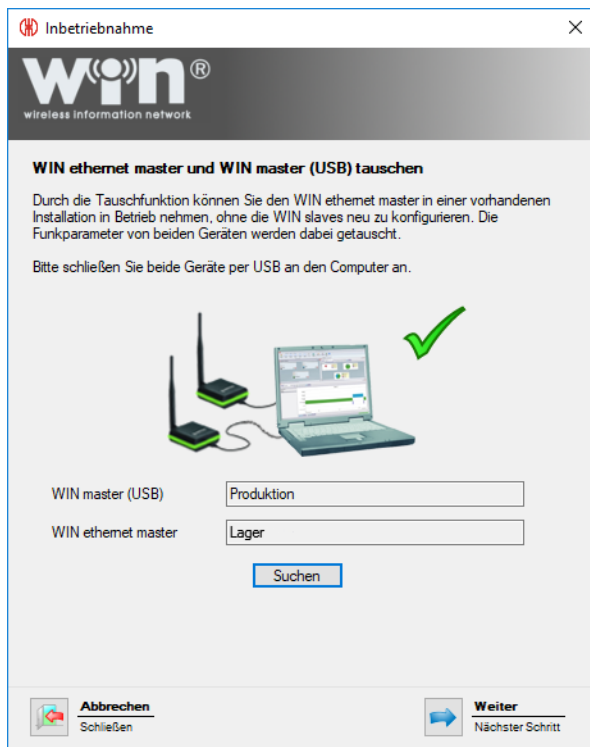 Inbetriebnahme
win®
wireless information network
WIN ethernet master und WIN master (USB) tauschen
Durch die Tauschfunktion können Sie den WIN ethernet master in einer vorhandenen
Installation in Betrieb nehmen, ohne die WIN slaves neu zu konfigurieren. Die
Funkparameter von beiden Geräten werden dabei getauscht.
Bitte schließen Sie beide Geräte per USB an den Computer an.
WIN master (USB) Produktion
WIN ethernet master Lager
Suchen
Abbrechen
Schließen
Weiter
Nächster Schritt